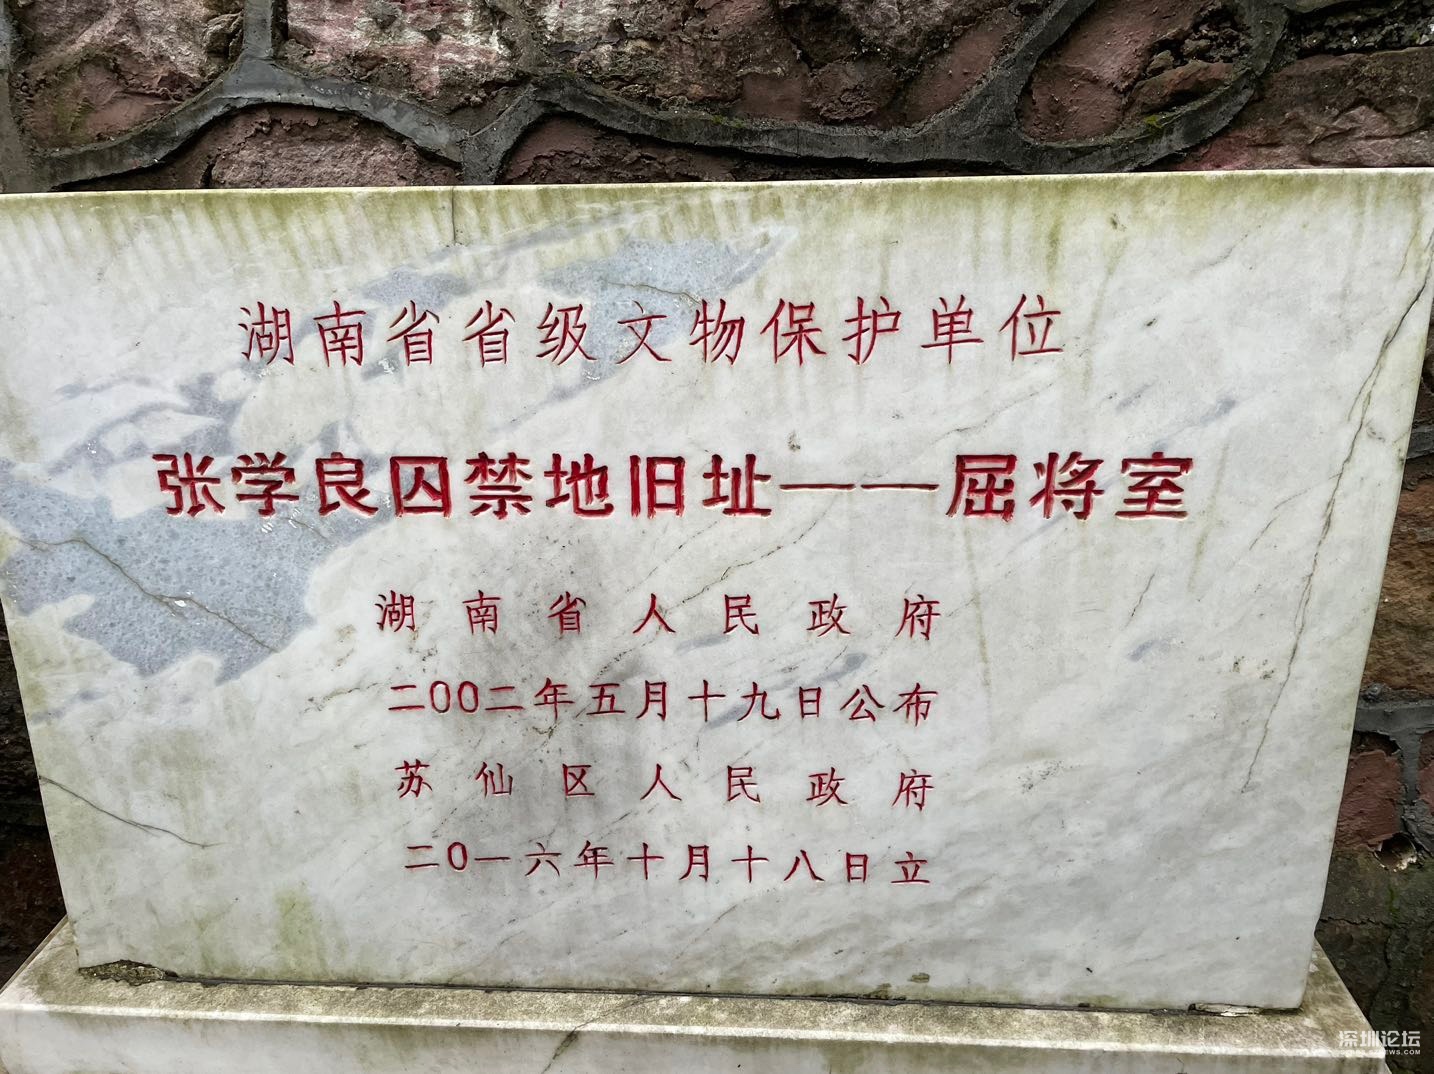 湖南省省级文物保护单位
张学良囚禁地旧址——屈将室
湖南省人民政府
二00二年五月十九日公布
苏仙区人民政府
二0一六年十月十八日立
深圳论坛